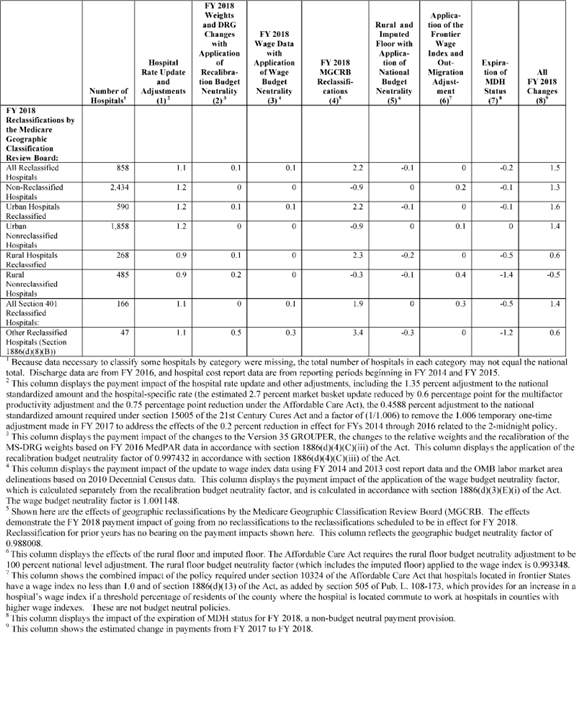 Number of Hospitals¹ | Hospital Rate Update and Adjustments (1)² | FY 2018 Weights and DRG Changes with Application of Recalibra-tion Budget Neutrality (2)³ | FY 2018 Wage Data with Application of Wage Budget Neutrality (3)⁴ | FY 2018 MGCRB Reclassifi-cations (4)⁵ | Rural and Imputed Floor with Applica-tion of National Budget Neutrality (5)⁶ | Applica-tion of the Frontier Wage Index and Out-Migration Adjust-ment (6)⁷ | Expira-tion of MDH Status (7)⁸ | All FY 2018 Changes (8)⁹
FY 2018 Reclassifications by the Medicare Geographic Classification Review Board:
All Reclassified Hospitals 858 1.1 0.1 0.1 2.2 -0.1 0 -0.2 1.5
Non-Reclassified Hospitals 2,434 1.2 0 0 -0.9 0 0.2 -0.1 1.3
Urban Hospitals Reclassified 590 1.2 0.1 0.1 2.2 -0.1 0 -0.1 1.6
Urban Nonreclassified Hospitals 1,858 1.2 0 0 -0.9 0 0.1 0 1.4
Rural Hospitals Reclassified 268 0.9 0.1 0 2.3 -0.2 0 -0.5 0.6
Rural Nonreclassified Hospitals 485 0.9 0.2 0 -0.3 -0.1 0.4 -1.4 -0.5
All Section 401 Reclassified Hospitals: 166 1.1 0 0.1 1.9 0 0.3 -0.5 1.4
Other Reclassified Hospitals (Section 1886(d)(8)(B)) 47 1.1 0.5 0.3 3.4 -0.3 0 -1.2 0.6
¹ Because data necessary to classify some hospitals by category were missing, the total number of hospitals in each category may not equal the national
total. Discharge data are from FY 2016, and hospital cost report data are from reporting periods beginning in FY 2014 and FY 2015.
² This column displays the payment impact of the hospital rate update and other adjustments, including the 1.35 percent adjustment to the national
standardized amount and the hospital-specific rate (the estimated 2.7 percent market basket update reduced by 0.6 percentage point for the multifactor
productivity adjustment and the 0.75 percentage point reduction under the Affordable Care Act), the 0.4588 percent adjustment to the national
standardized amount required under section 15005 of the 21st Century Cures Act and a factor of (1/1.006) to remove the 1.006 temporary one-time
adjustment made in FY 2017 to address the effects of the 0.2 percent reduction in effect for FYs 2014 through 2016 related to the 2-midnight policy.
³ This column displays the payment impact of the changes to the Version 35 GROUPER, the changes to the relative weights and the recalibration of the
MS-DRG weights based on FY 2016 MedPAR data in accordance with section 1886(d)(4)(C)(iii) of the Act. This column displays the application of the
recalibration budget neutrality factor of 0.997432 in accordance with section 1886(d)(4)(C)(iii) of the Act.
⁴ This column displays the payment impact of the update to wage index data using FY 2014 and 2013 cost report data and the OMB labor market area
delineations based on 2010 Decennial Census data. This column displays the payment impact of the application of the wage budget neutrality factor,
which is calculated separately from the recalibration budget neutrality factor, and is calculated in accordance with section 1886(d)(3)(E)(i) of the Act.
The wage budget neutrality factor is 1.001148.
⁵ Shown here are the effects of geographic reclassifications by the Medicare Geographic Classification Review Board (MGCRB. The effects
demonstrate the FY 2018 payment impact of going from no reclassifications to the reclassifications scheduled to be in effect for FY 2018.
Reclassification for prior years has no bearing on the payment impacts shown here. This column reflects the geographic budget neutrality factor of
0.988008.
⁶ This column displays the effects of the rural floor and imputed floor. The Affordable Care Act requires the rural floor budget neutrality adjustment to be
100 percent national level adjustment. The rural floor budget neutrality factor (which includes the imputed floor) applied to the wage index is 0.993348.
⁷ This column shows the combined impact of the policy required under section 10324 of the Affordable Care Act that hospitals located in frontier States
have a wage index no less than 1.0 and of section 1886(d)(13) of the Act, as added by section 505 of Pub. L. 108-173, which provides for an increase in a
hospital's wage index if a threshold percentage of residents of the county where the hospital is located commute to work at hospitals in counties with
higher wage indexes. These are not budget neutral policies.
⁸ This column displays the impact of the expiration of MDH status for FY 2018, a non-budget neutral payment provision.
⁹ This column shows the estimated change in payments from FY 2017 to FY 2018.